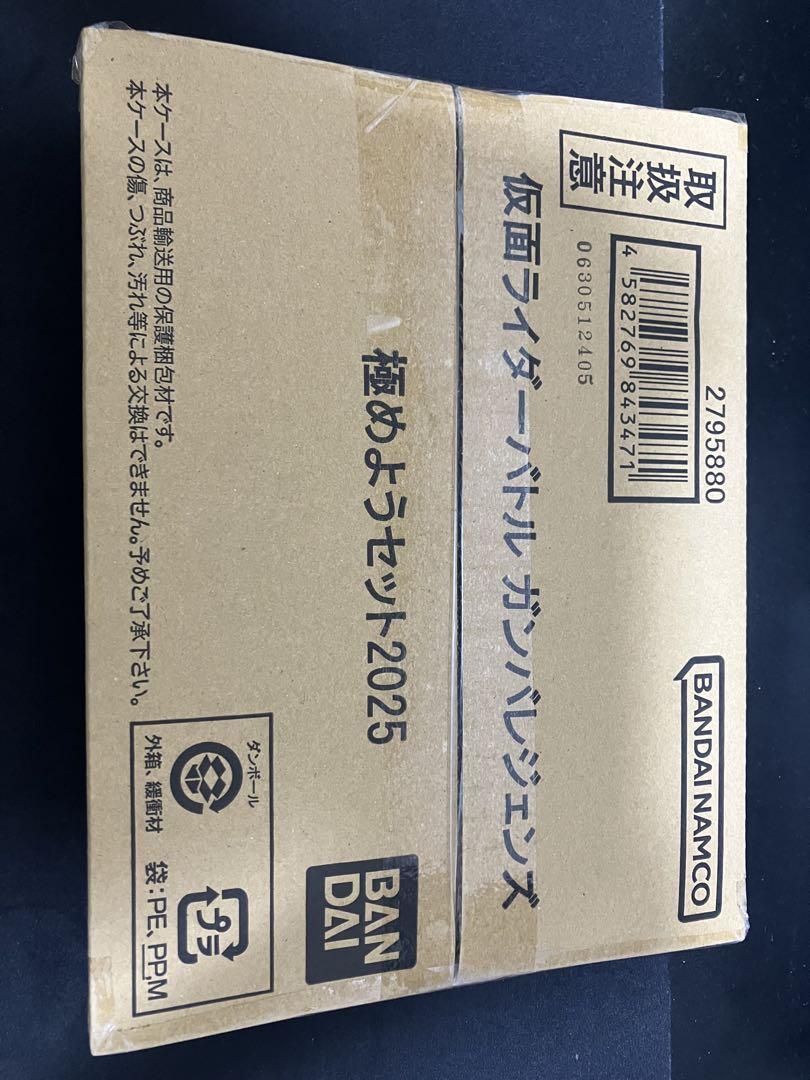 取扱注意
2795880
4 582769 843471
0630512405
BANDAI NAMCO
仮面ライダーバトル ガンバレジェンズ
極めようセット2025
本ケースは、商品輸送用の保護梱包材です。
本ケースの傷、つぶれ、汚れ等による交換はできません。予めご了承下さい。
BAN
DAI
ダンボール
外箱、緩衝材
プラ
袋:PE、PP,M